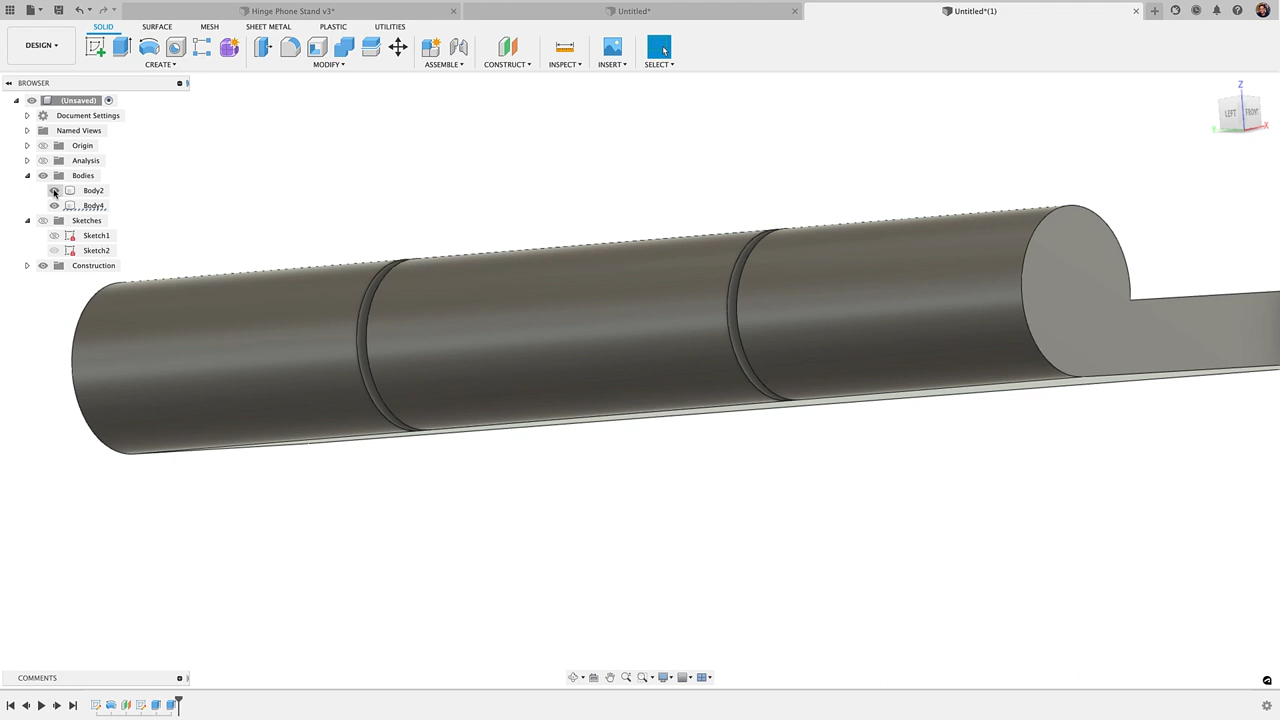 Hinge Phone Stand v3*
Untitled*
Untitled*(1)
DESIGN
SOLID
SURFACE
MESH
SHEET METAL
PLASTIC
UTILITIES
CREATE
MODIFY
ASSEMBLE
CONSTRUCT
INSPECT
INSERT
SELECT
BROWSER
(Unsaved)
Document Settings
Named Views
Origin
Analysis
Bodies
Body2
Body4
Sketches
Sketch1
Sketch2
Construction
Z
LEFT
FRONT
Y
X
COMMENTS